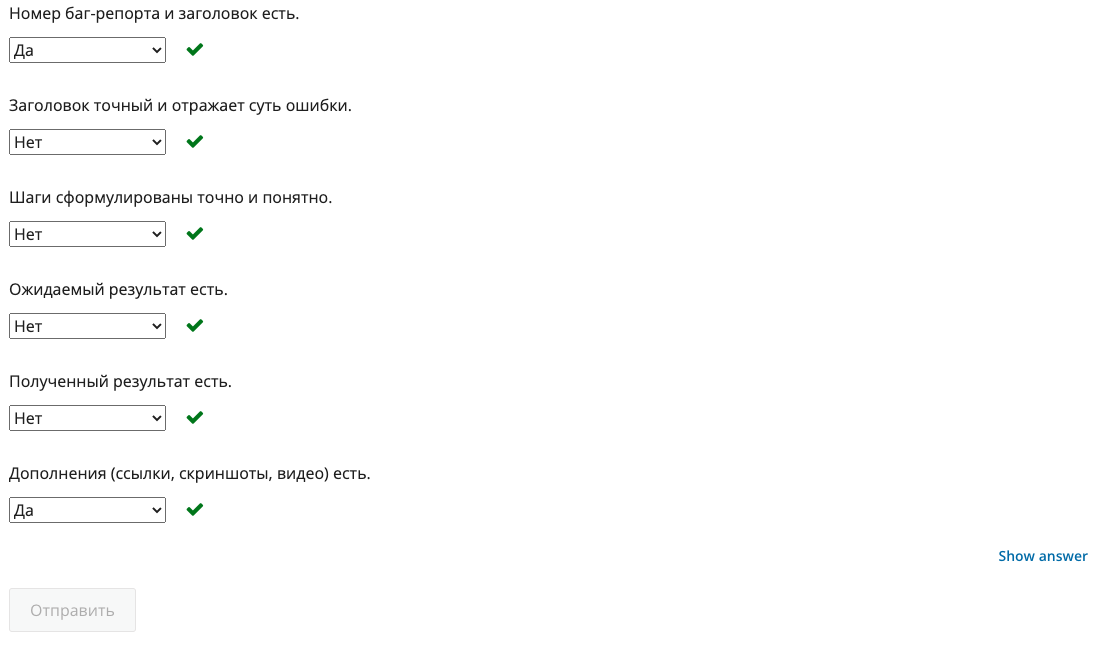 Номер баг-репорта и заголовок есть.
Да
Заголовок точный и отражает суть ошибки.
Нет
Шаги сформулированы точно и понятно.
Нет
Ожидаемый результат есть.
Нет
Полученный результат есть.
Нет
Дополнения (ссылки, скриншоты, видео) есть.
Да
Show answer
Отправить